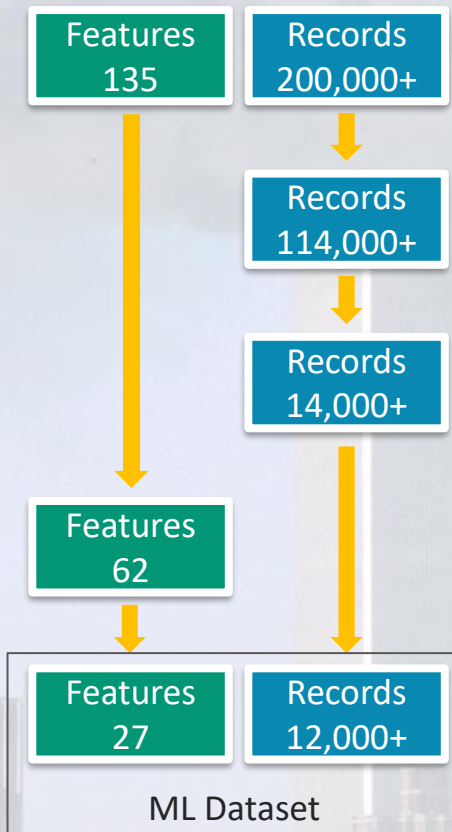 Features
135
Records
200,000+
Records
114,000+
Records
14,000+
Features
62
Features
27
Records
12,000+
ML Dataset